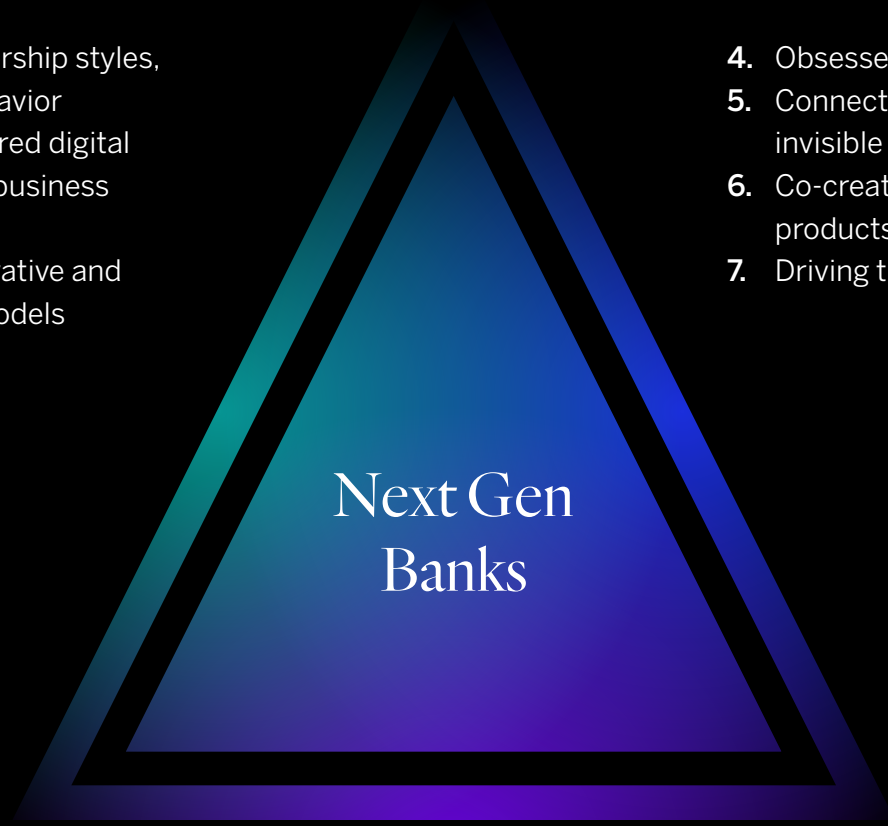 rship styles,
avior
red digital
business
ative and
odels
4. Obsesse
5. Connect
invisible
6. Co-creat
products
7. Driving t
Next Gen
Banks